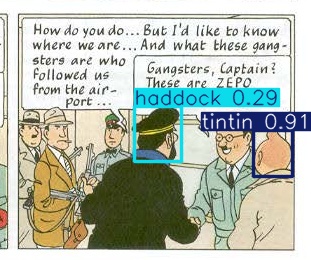 How do you do... But I'd like to know
where we are... And what these gang-
sters are who
followed us
from the air-
port...
Gangsters, Captain?
These are ZEPO
haddock 0.29
tintin 0.91